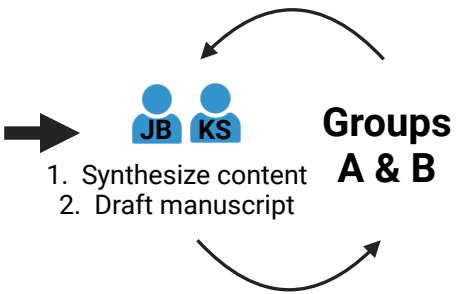 JB KS
1. Synthesize content
2. Draft manuscript
Groups
A & B